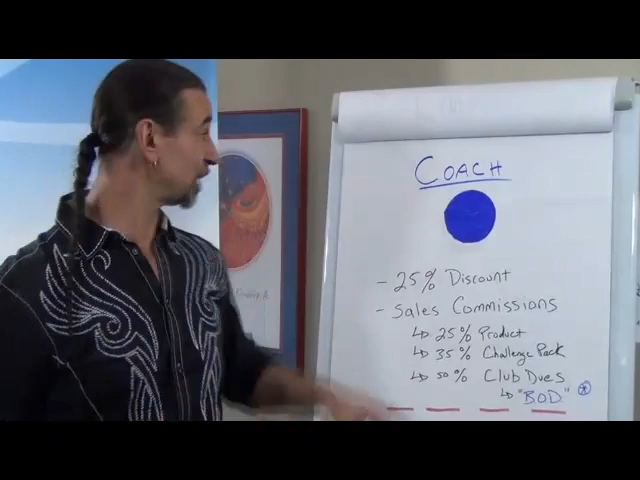 COACH
- 25% Discount
- Sales Commissions
↳ 25% Product
↳ 35% Challenge Pack
↳ 50% Club Dues
↳ "BOD" *